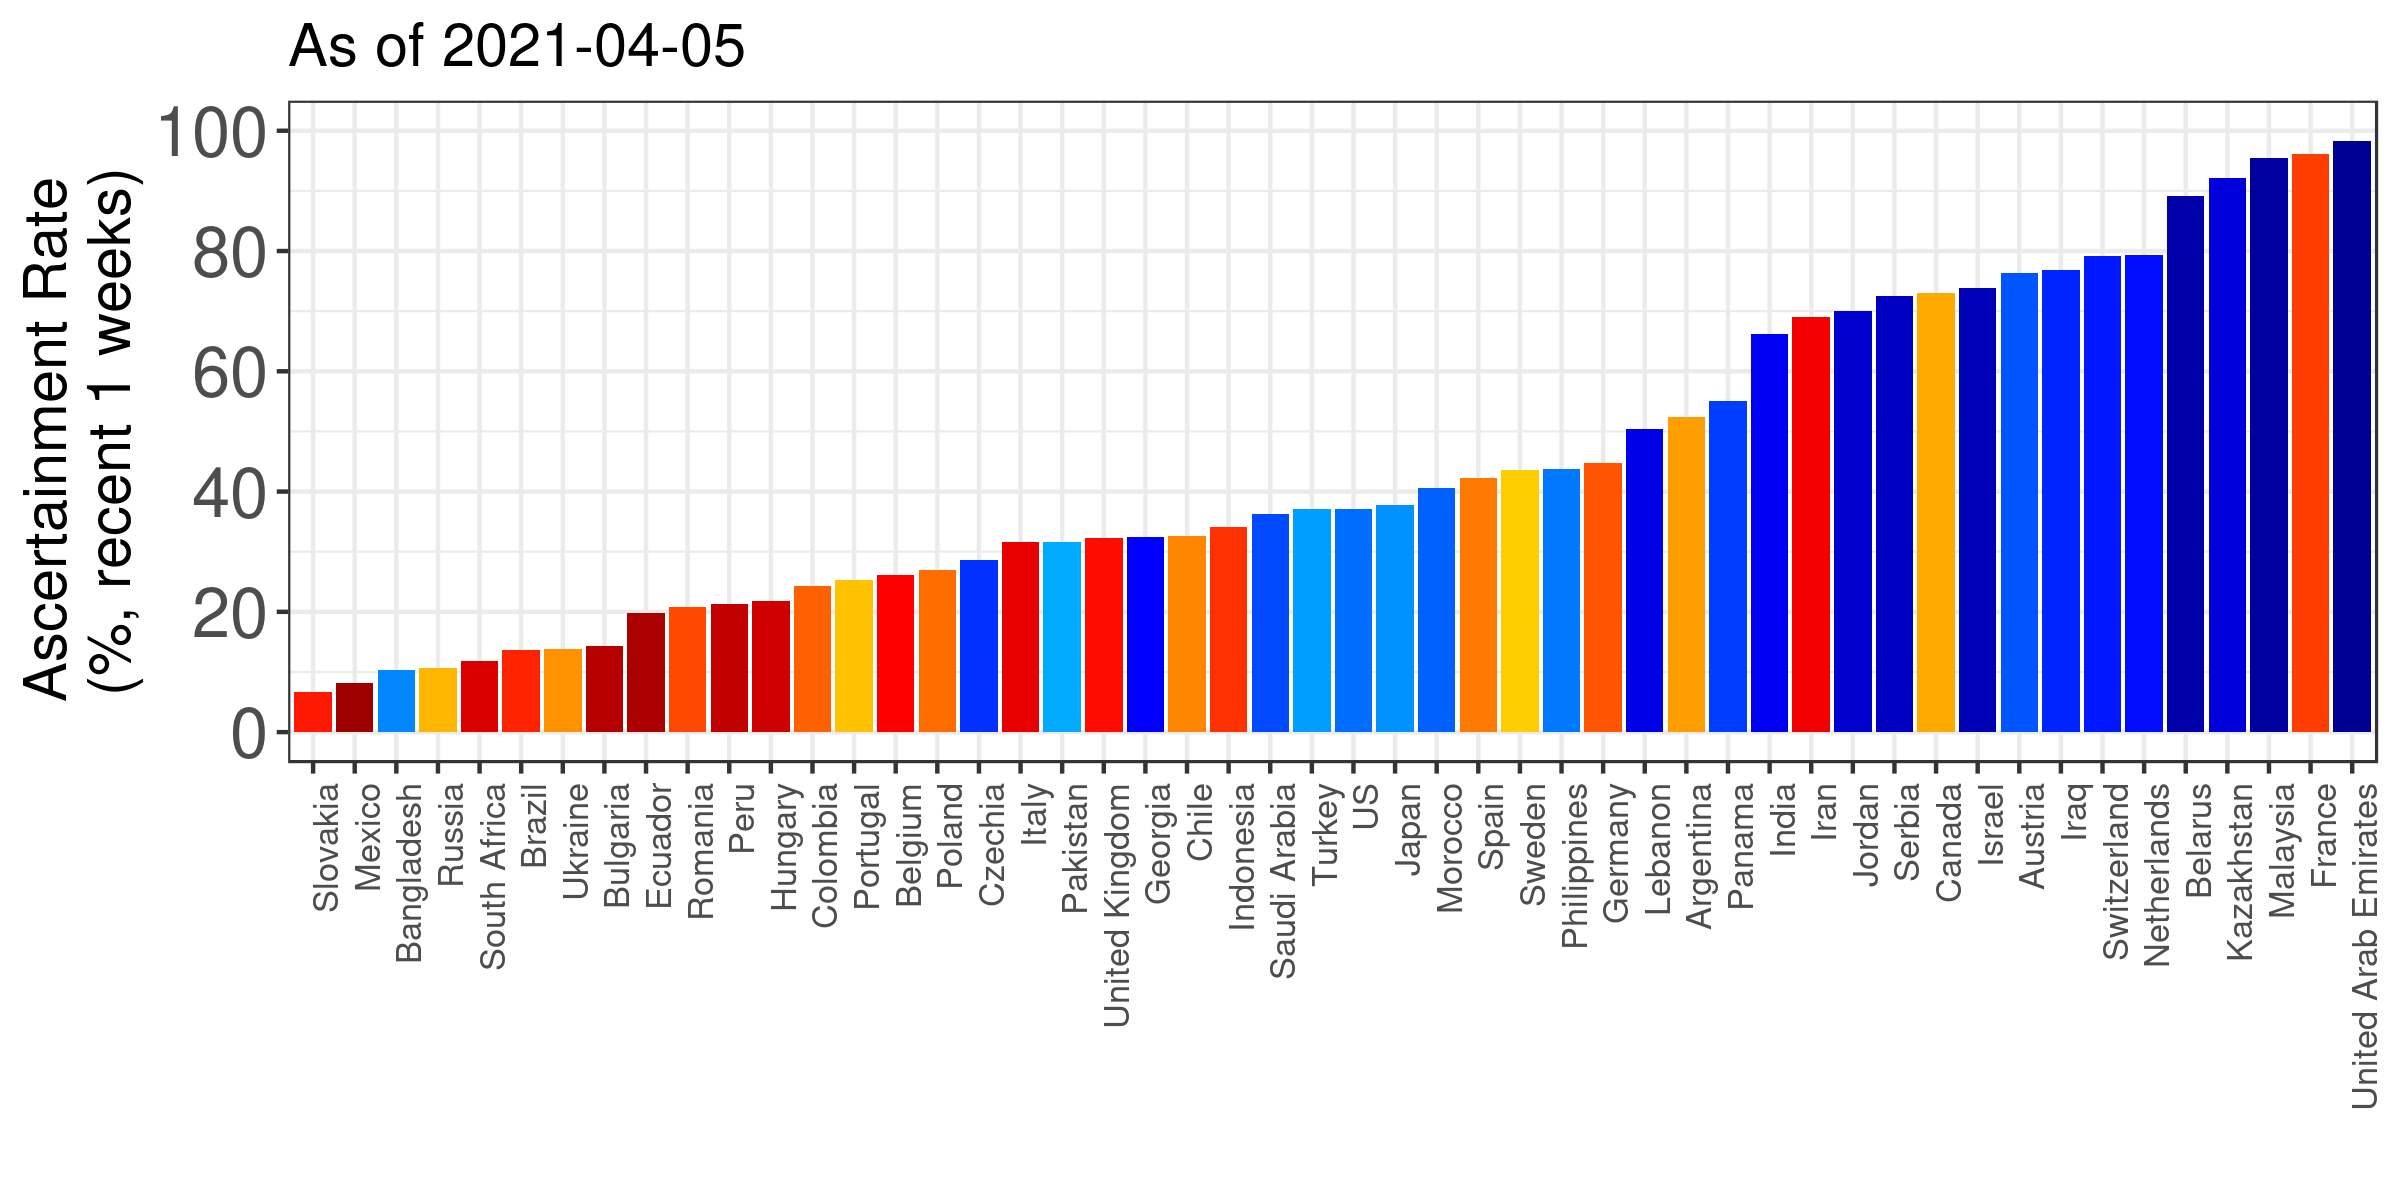 As of 2021-04-05
Ascertainment Rate
(%, recent 1 weeks)
100
80
60
40
20
0
Slovakia
Mexico
Bangladesh
Russia
South Africa
Brazil
Ukraine
Bulgaria
Ecuador
Romania
Peru
Hungary
Colombia
Portugal
Belgium
Poland
Czechia
Italy
Pakistan
United Kingdom
Georgia
Chile
Indonesia
Saudi Arabia
Turkey
US
Japan
Morocco
Spain
Sweden
Philippines
Germany
Lebanon
Argentina
Panama
India
Iran
Jordan
Serbia
Canada
Israel
Austria
Iraq
Switzerland
Netherlands
Belarus
Kazakhstan
Malaysia
France
United Arab Emirates